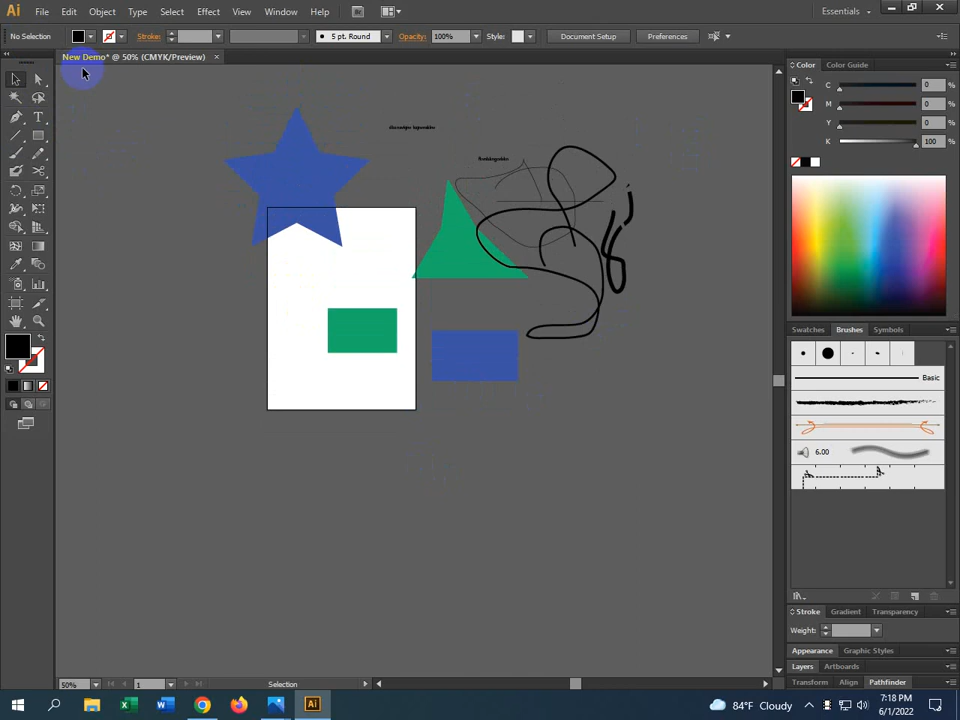 Ai File Edit Object Type Select Effect View Window Help Br Essentials
No Selection Stroke: 5 pt. Round Opacity: 100% Style: Document Setup Preferences
New Demo* @ 50% (CMYK/Preview) ×
Color Color Guide
C 0 %
M 0 %
Y 0 %
K 100 %
Swatches Brushes Symbols
Basic
6.00
Stroke Gradient Transparency
Weight:
Appearance Graphic Styles
Layers Artboards
Transform Align Pathfinder
50% 1 Selection
84°F Cloudy 7:18 PM
6/1/2022